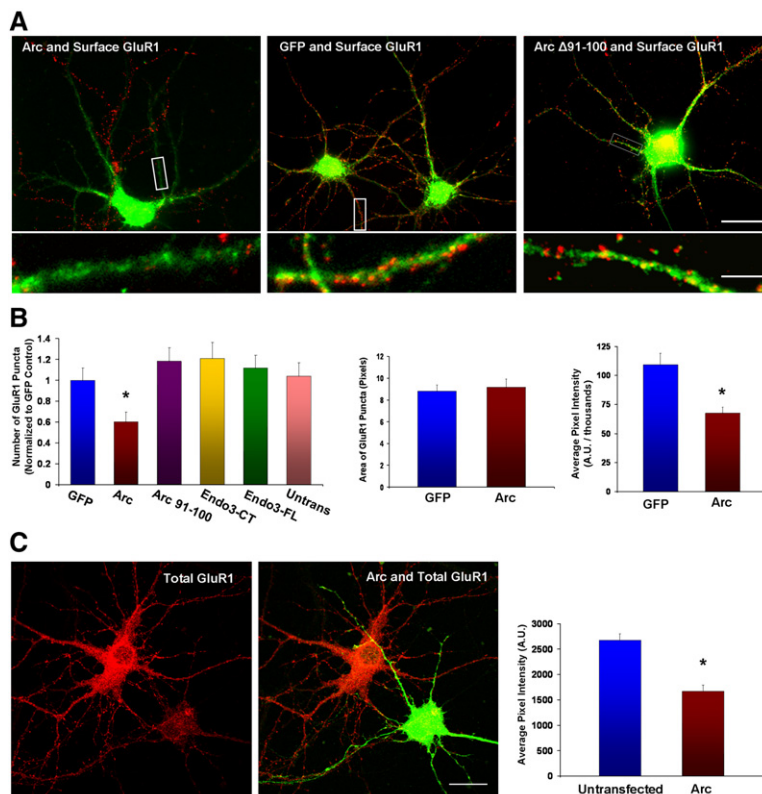 A
Arc and Surface GluR1
GFP and Surface GluR1
Arc Δ91-100 and Surface GluR1
B
Number of GluR1 Puncta
(Normalized to GFP Control)
1.4
1.2
1
0.8
0.6
0.4
0.2
0
*
GFP
Arc
Arc 91-100
Endo3-CT
Endo3-FL
Untrans
Area of GluR1 Puncta (Pixels)
12
10
8
6
4
2
0
GFP
Arc
Average Pixel Intensity
(A.U. / thousands)
125
100
75
50
25
0
*
GFP
Arc
C
Total GluR1
Arc and Total GluR1
Average Pixel Intensity (A.U.)
3000
2500
2000
1500
1000
500
0
*
Untransfected
Arc